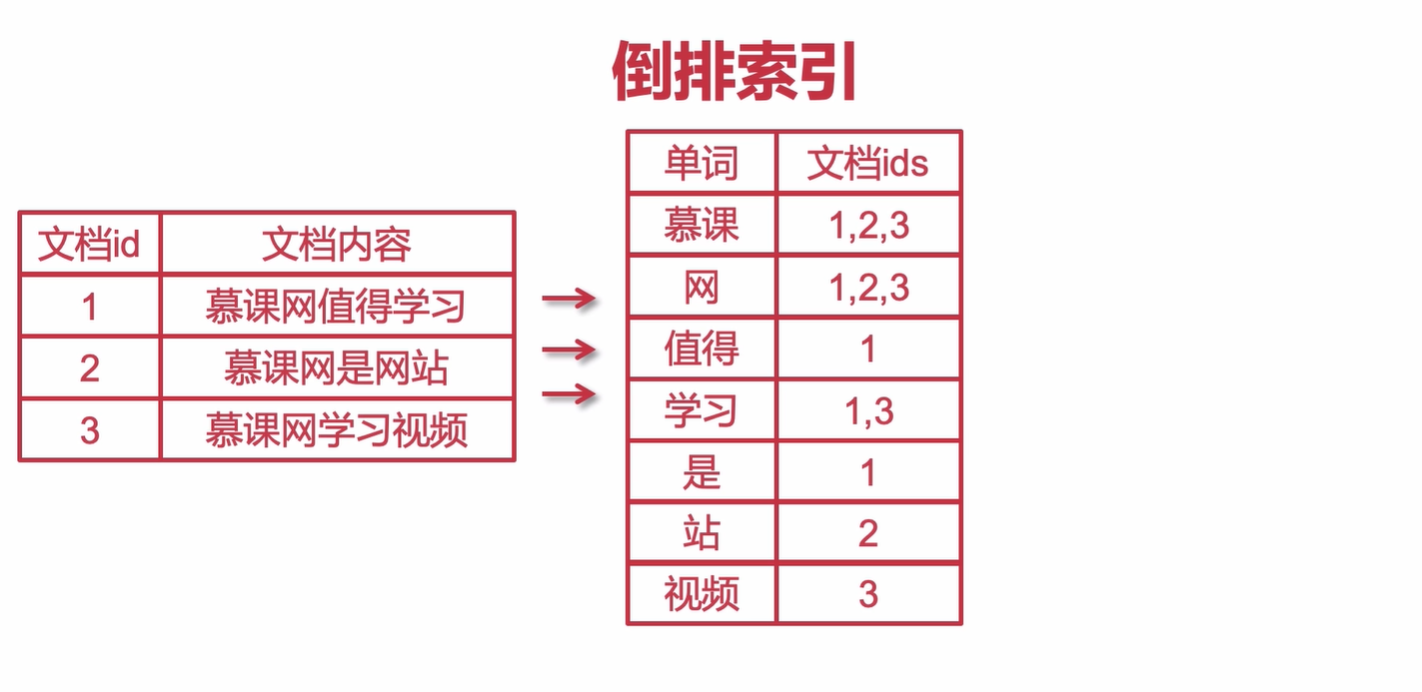 倒排索引
文档id 文档内容
1 慕课网值得学习
2 慕课网是网站
3 慕课网学习视频
单词 文档ids
慕课 1,2,3
网 1,2,3
值得 1
学习 1,3
是 1
站 2
视频 3